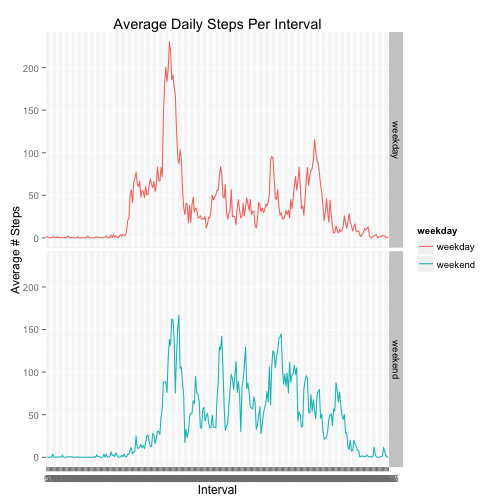 Average Daily Steps Per Interval
Average # Steps
200
150
100
50
0
weekday
200
150
100
50
0
weekend
Interval
weekday
weekday
weekend